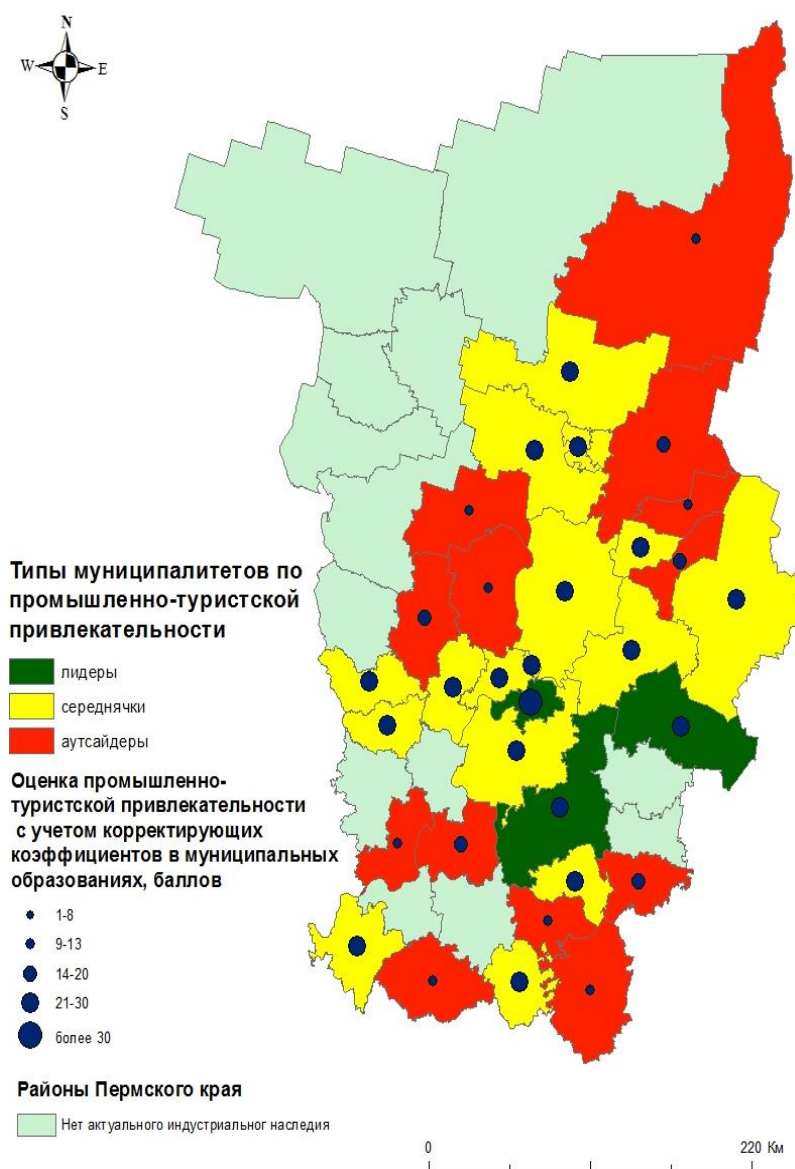 N
W E
S
Типы муниципалитетов по
промышленно-туристской
привлекательности
лидеры
середнячки
аутсайдеры
Оценка промышленно-
туристской привлекательности
с учетом корректирующих
коэффициентов в муниципальных
образованиях, баллов
1-8
9-13
14-20
21-30
более 30
Районы Пермского края
Нет актуального индустриальног наследия
0 220 Км